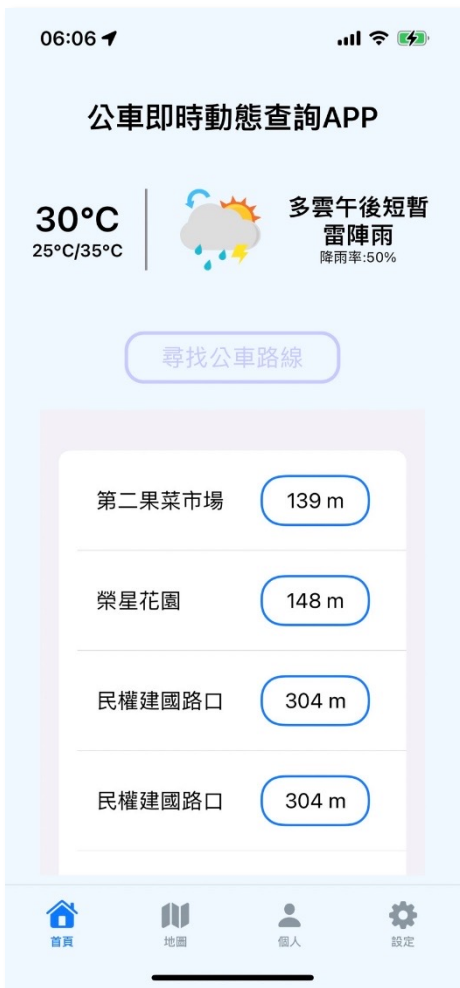 06:06
公車即時動態查詢APP
30°C
25°C/35°C
多雲午後短暫
雷陣雨
降雨率:50%
尋找公車路線
第二果菜市場 139 m
榮星花園 148 m
民權建國路口 304 m
民權建國路口 304 m
首頁 地圖 個人 設定